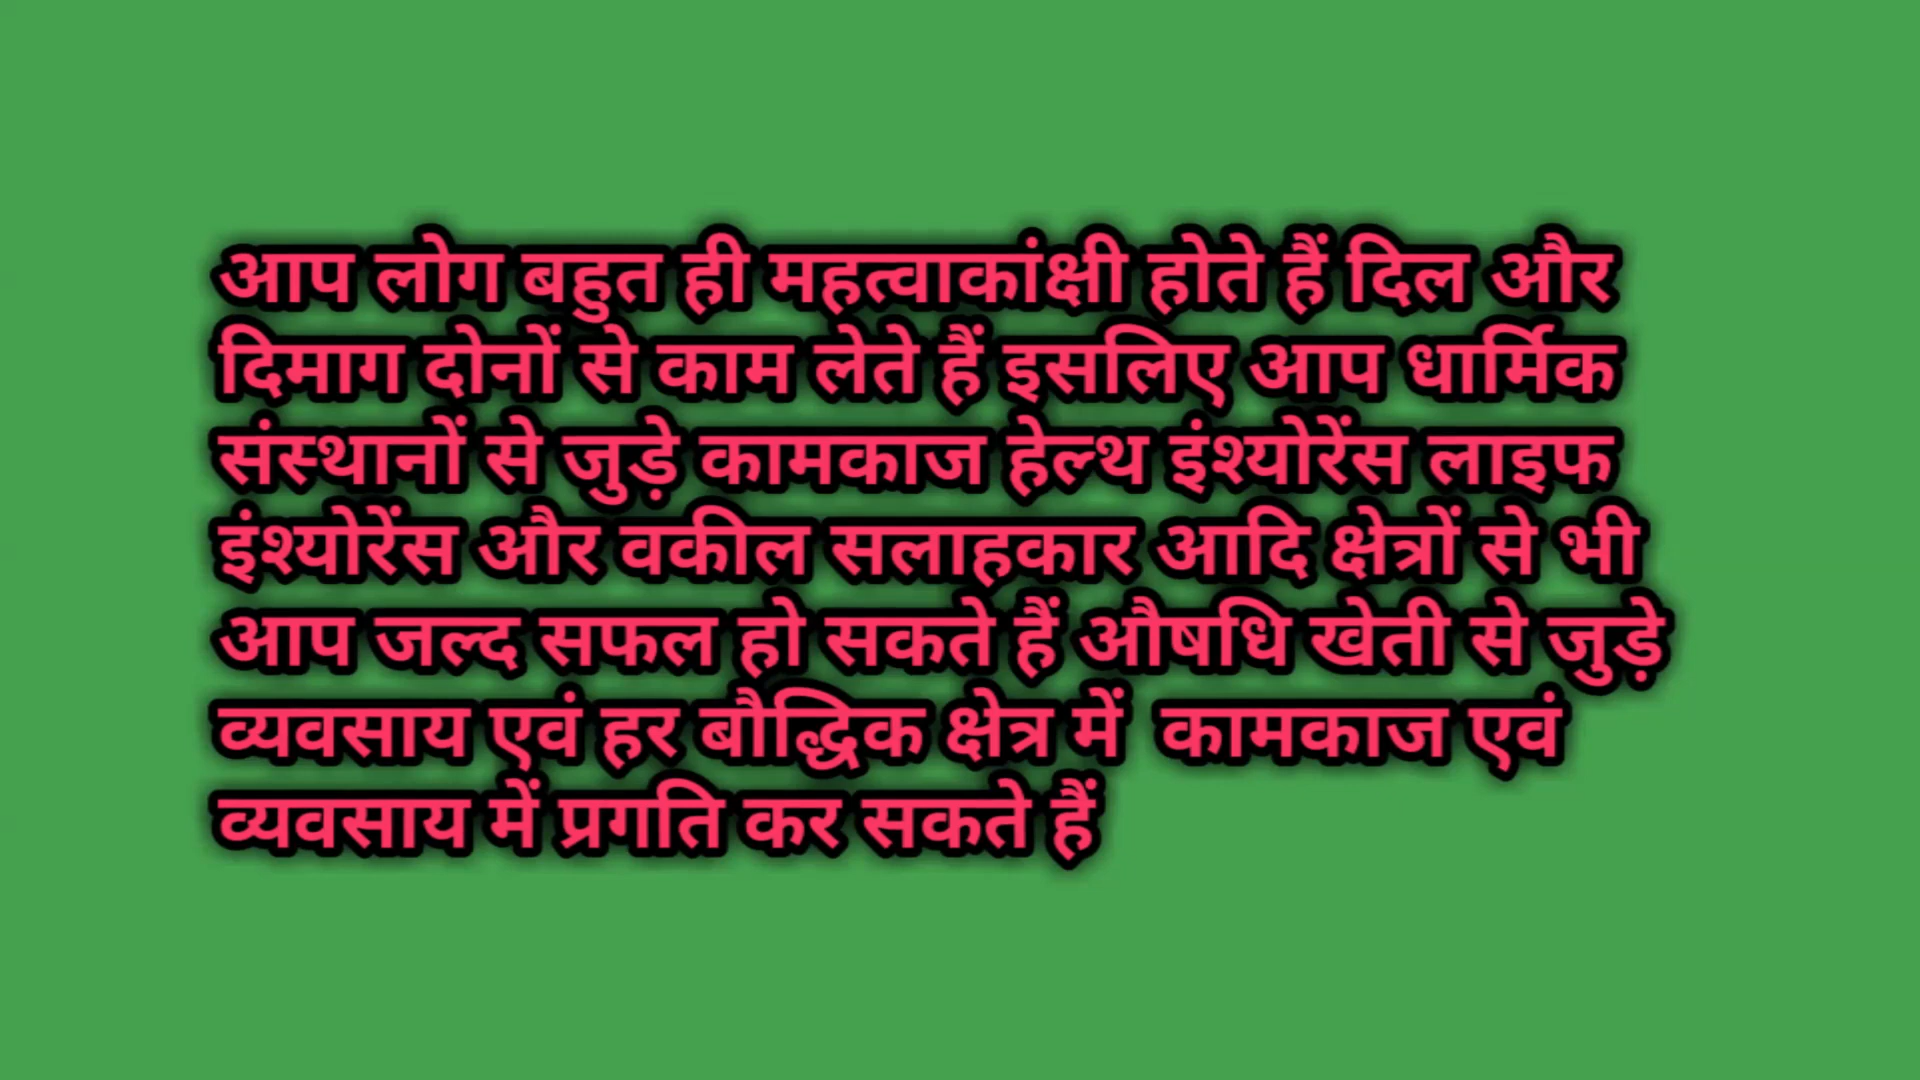 आप लोग बहुत ही महत्वाकांक्षी होते हैं दिल और
दिमाग दोनों से काम लेते हैं इसलिए आप धार्मिक
संस्थानों से जुड़े कामकाज हेल्थ इंश्योरेंस लाइफ
इंश्योरेंस और वकील सलाहकार आदि क्षेत्रों से भी
आप जल्द सफल हो सकते हैं औषधि खेती से जुड़े
व्यवसाय एवं हर बौद्धिक क्षेत्र में कामकाज एवं
व्यवसाय में प्रगति कर सकते हैं